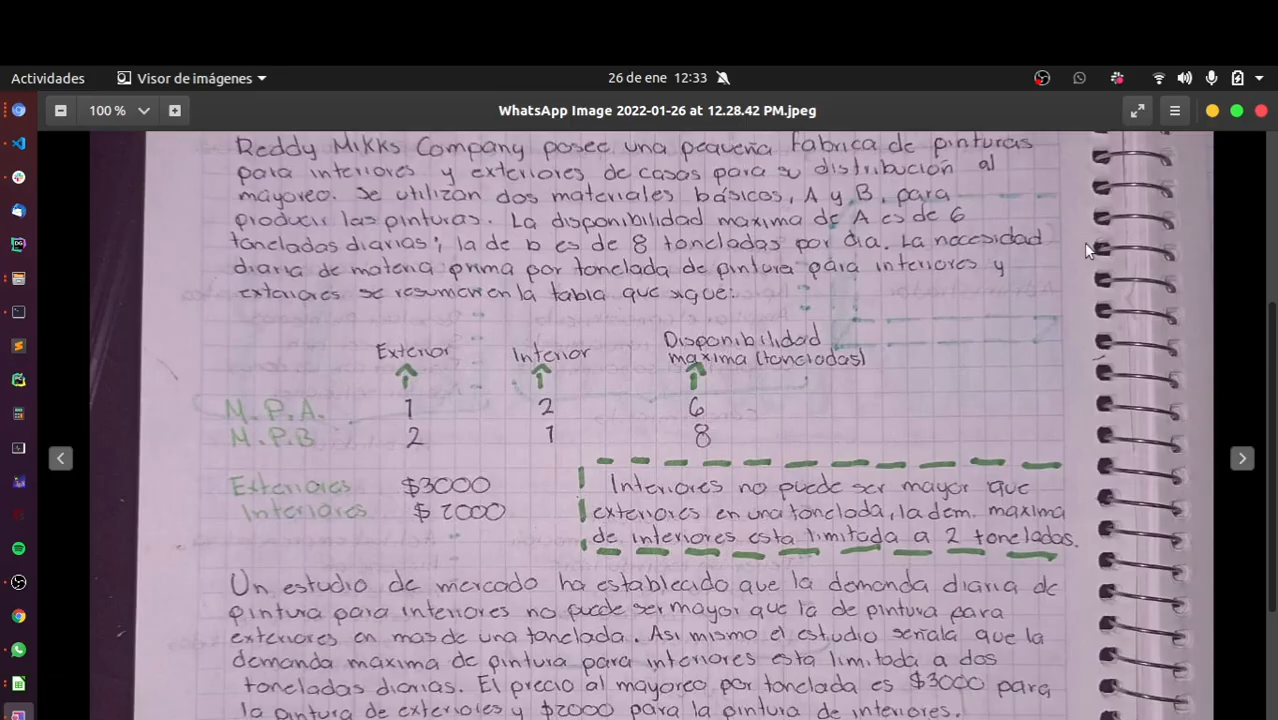 Actividades
Visor de imágenes
26 de ene 12:33
100 %
WhatsApp Image 2022-01-26 at 12.28.42 PM.jpeg
Reddy Mikks Company posee una pequeña fabrica de pinturas
para interiores y exteriores de casas para su distribución al
mayoreo. Se utilizan dos materiales básicos, A y B, para
producir las pinturas. La disponibilidad maxima de A es de 6
toneladas diarias; la de b es de 8 toneladas por dia. La necesidad
diaria de materia prima por tonelada de pintura para interiores y
exteriores se resumen en la tabla que sigue:
Exterior Interior Disponibilidad
maxima (toneladas)
M.P.A. 1 2 6
M.P.B 2 1 8
Exteriores $3000
Interiores $2000
Interiores no puede ser mayor que
exteriores en una tonelada, la dem. maxima
de interiores esta limitada a 2 toneladas.
Un estudio de mercado ha establecido que la demanda diaria de
pintura para interiores no puede ser mayor que la de pintura para
exteriores en mas de una tonelada. Asi mismo el estudio señala que la
demanda maxima de pintura para interiores esta limitada a dos
toneladas diarias. El precio al mayoreo por tonelada es $3000 para
la pintura de exteriores y $2000 para la pintura de interiores.